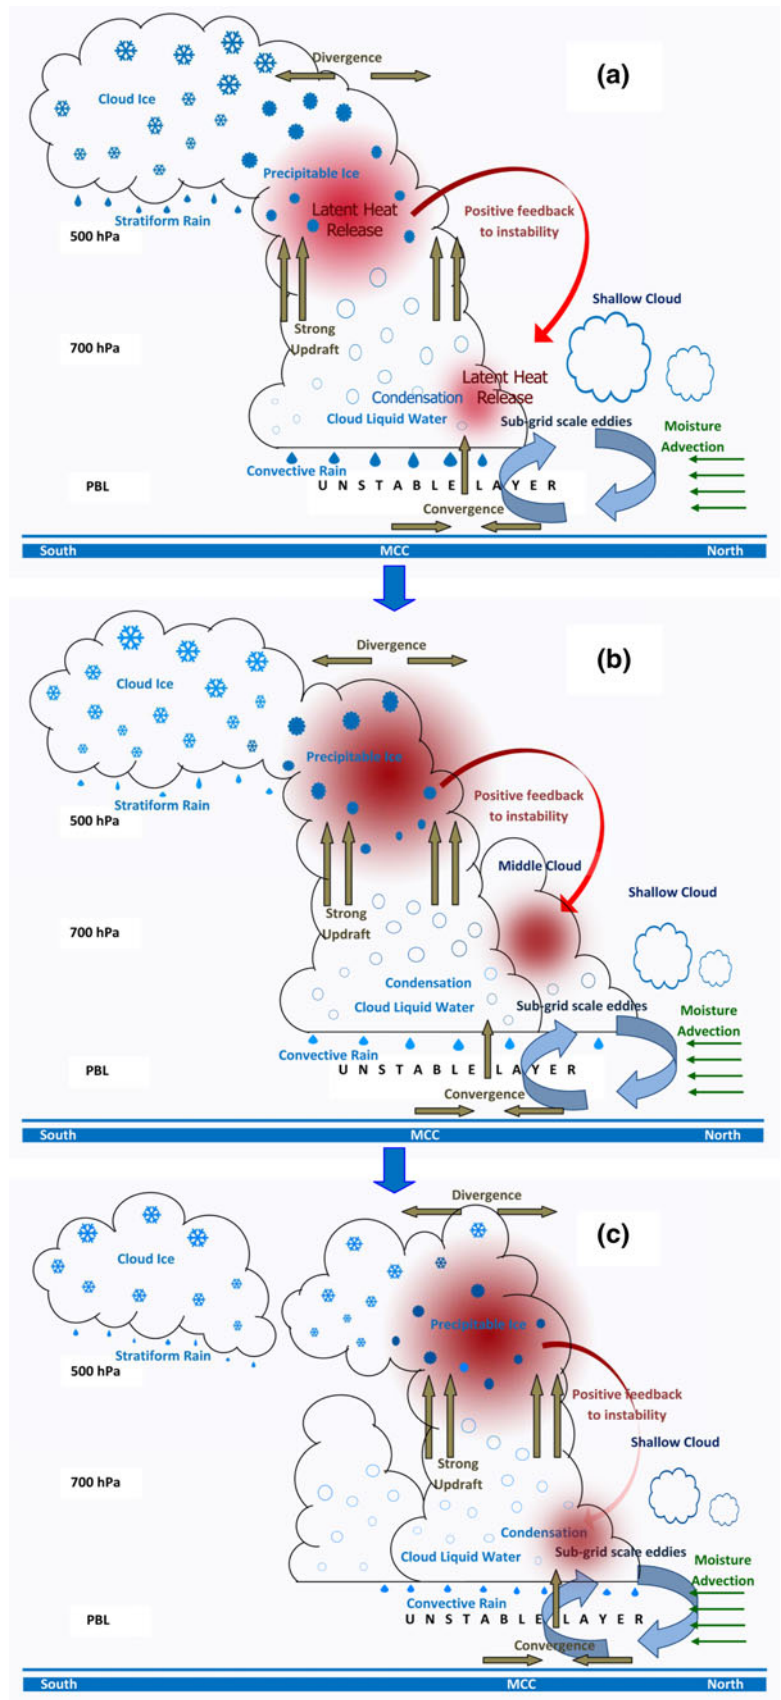 (a)
Divergence
Cloud Ice
Precipitable Ice
Latent Heat
Release
Positive feedback
to instability
Stratiform Rain
500 hPa
Shallow Cloud
Strong
Updraft
700 hPa
Latent Heat
Condensation Release
Cloud Liquid Water
Sub-grid scale eddies
Moisture
Advection
Convective Rain
PBL
UNSTABLE LAYER
Convergence
South MCC North
(b)
Divergence
Cloud Ice
Precipitable Ice
Positive feedback
to instability
Stratiform Rain
500 hPa
Middle Cloud
Shallow Cloud
Strong
Updraft
700 hPa
Condensation
Cloud Liquid Water
Sub-grid scale eddies
Moisture
Advection
Convective Rain
PBL
UNSTABLE LAYER
Convergence
South MCC North
Divergence
(c)
Cloud Ice
Precipitable Ice
Stratiform Rain
500 hPa
Positive feedback
to instability
Shallow Cloud
Strong
Updraft
700 hPa
Condensation
Cloud Liquid Water
Sub-grid scale eddies
Moisture
Advection
Convective Rain
PBL
UNSTABLE LAYER
Convergence
South MCC North